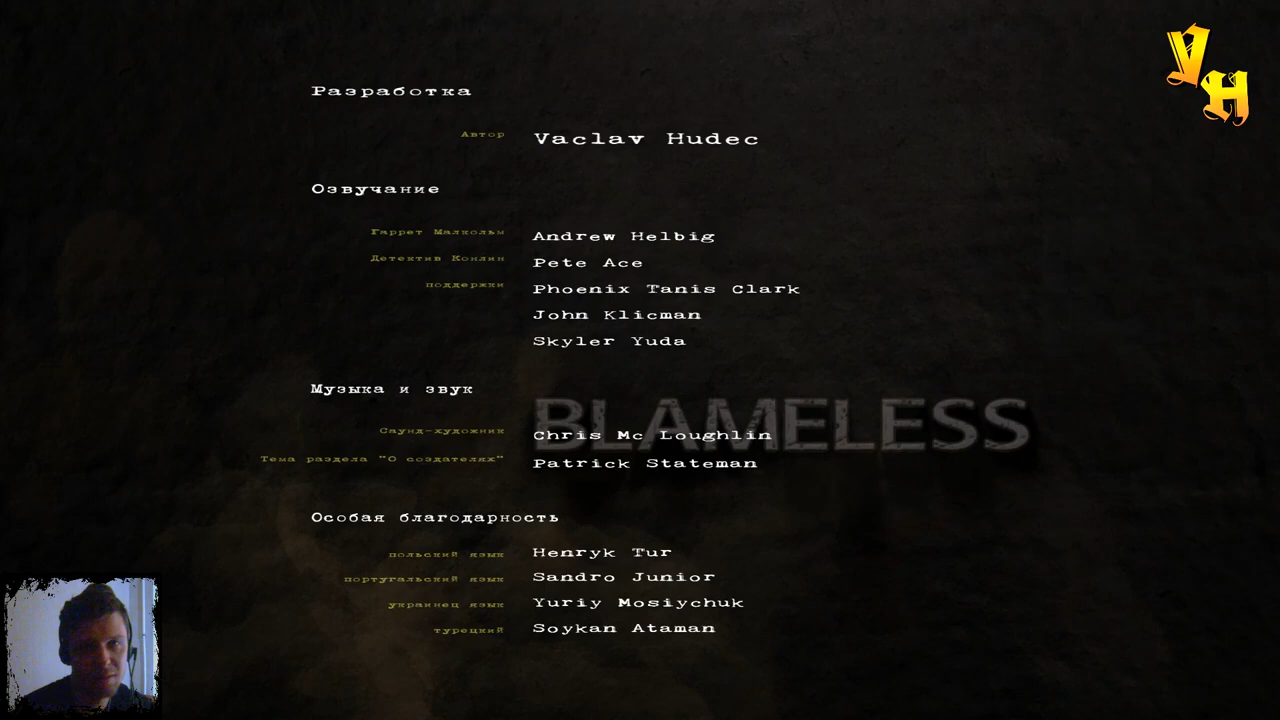 У
Н
Разработка
Автор Vaclav Hudec
Озвучание
Гаррет Малкольм Andrew Helbig
Детектив Конлин Pete Ace
поддержки Phoenix Tanis Clark
John Klicman
Skyler Yuda
Музыка и звук
BLAMELESS
Саунд-художник Chris Mc Loughlin
Тема раздела "О создателях" Patrick Stateman
Особая благодарность
польский язык Henryk Tur
португальский язык Sandro Junior
украинец язык Yuriy Mosiychuk
турецкий Soykan Ataman